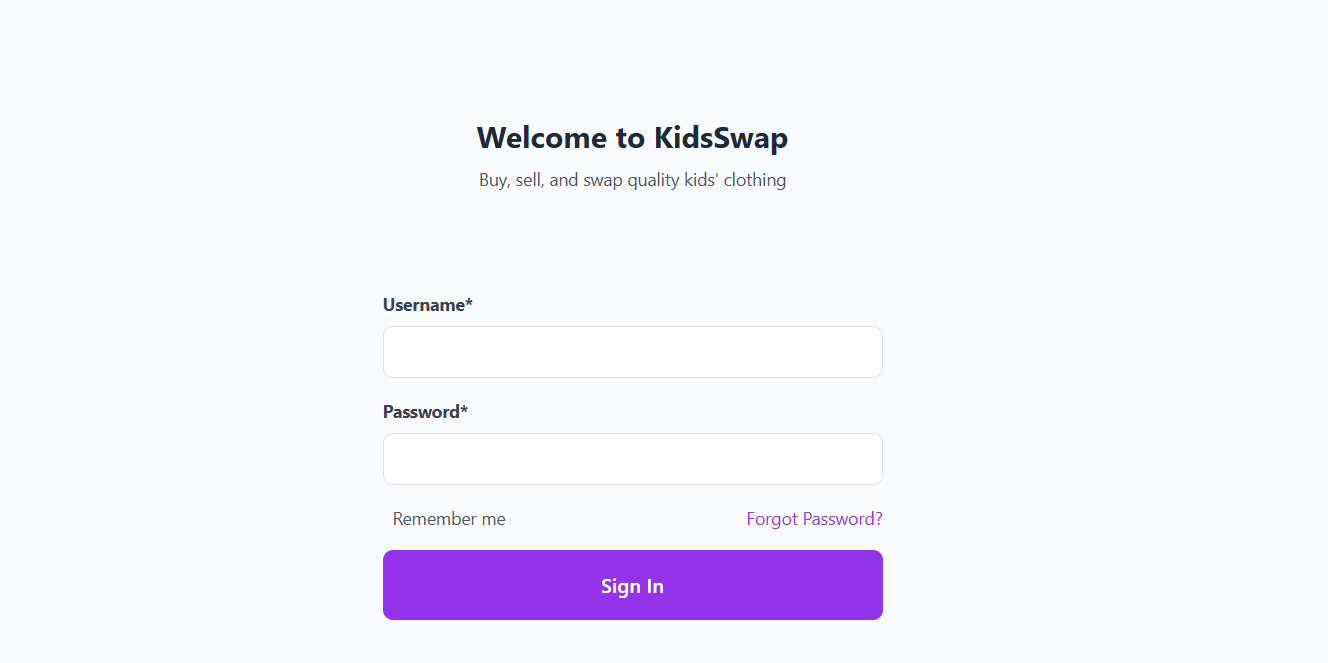 Welcome to KidsSwap
Buy, sell, and swap quality kids' clothing
Username*
Password*
Remember me
Forgot Password?
Sign In